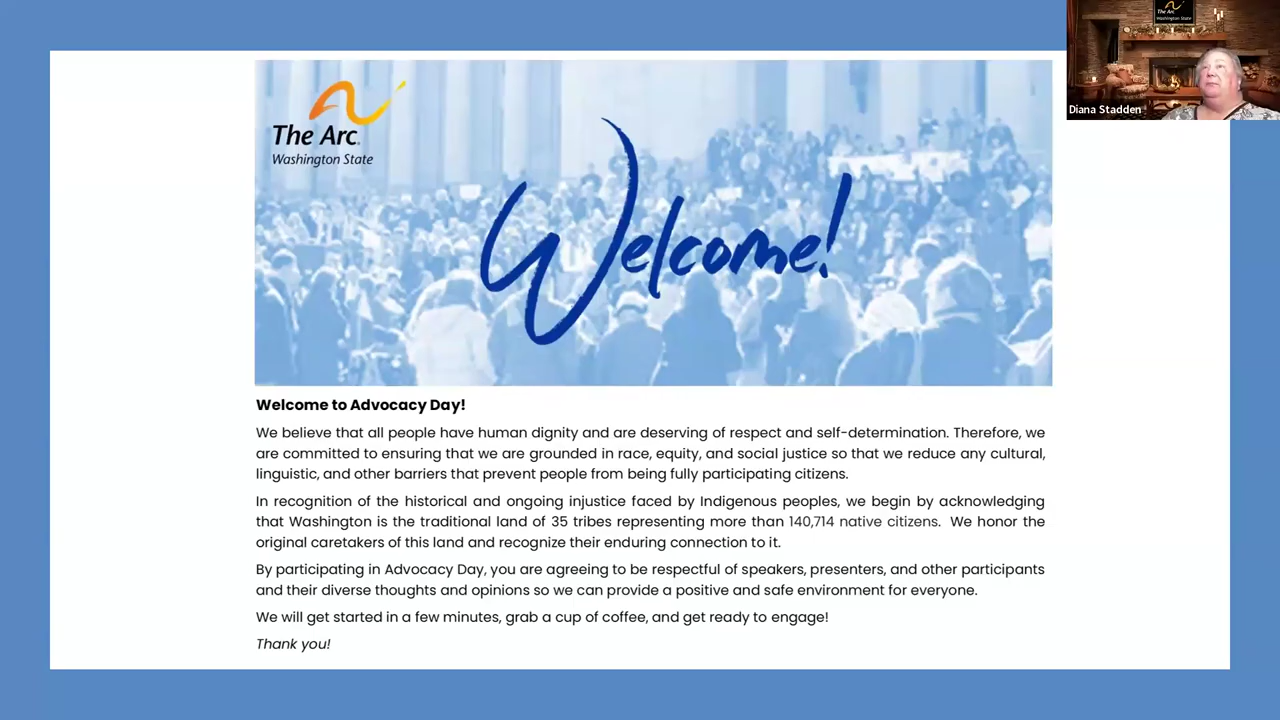 The Arc
Washington State
Diana Stadden
The Arc
Washington State
Welcome!
Welcome to Advocacy Day!
We believe that all people have human dignity and are deserving of respect and self-determination. Therefore, we
are committed to ensuring that we are grounded in race, equity, and social justice so that we reduce any cultural,
linguistic, and other barriers that prevent people from being fully participating citizens.
In recognition of the historical and ongoing injustice faced by Indigenous peoples, we begin by acknowledging
that Washington is the traditional land of 35 tribes representing more than 140,714 native citizens. We honor the
original caretakers of this land and recognize their enduring connection to it.
By participating in Advocacy Day, you are agreeing to be respectful of speakers, presenters, and other participants
and their diverse thoughts and opinions so we can provide a positive and safe environment for everyone.
We will get started in a few minutes, grab a cup of coffee, and get ready to engage!
Thank you!